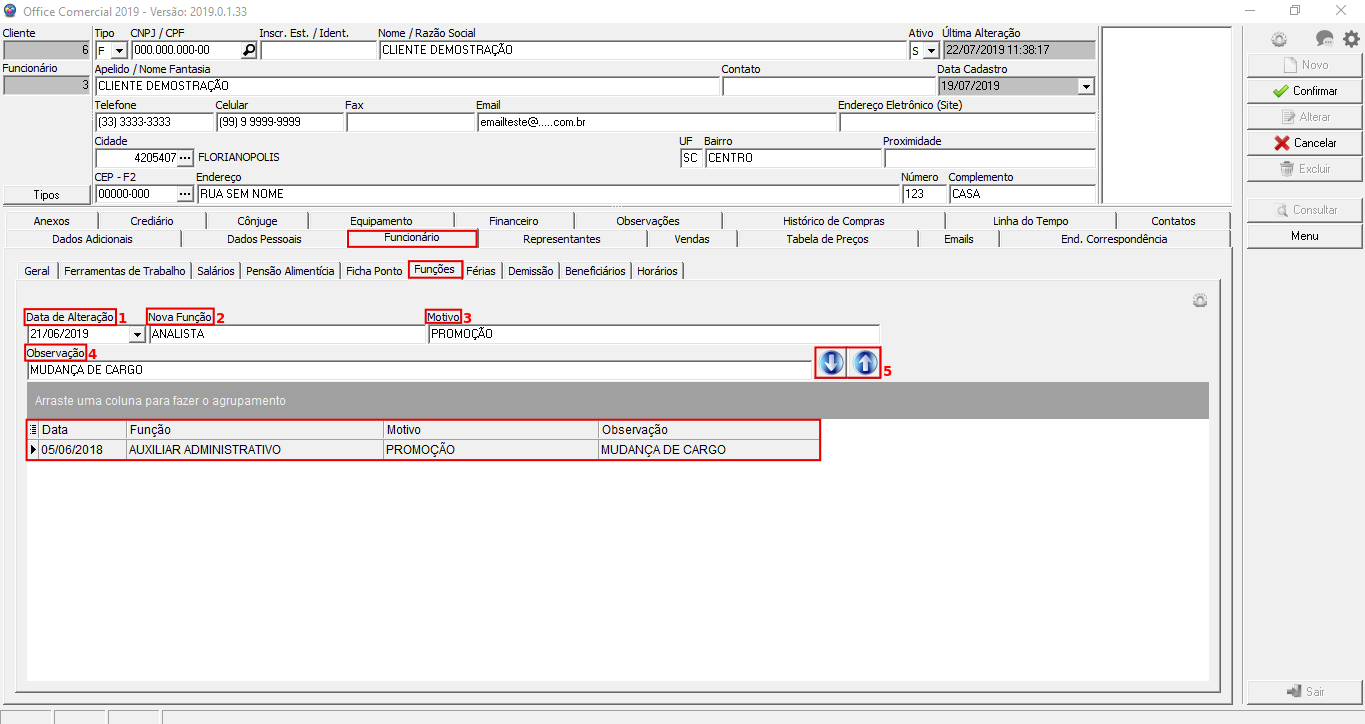 Office Comercial 2019 - Versão: 2019.0.1.33
Cliente Tipo CNPJ / CPF Inscr. Est. / Ident. Nome / Razão Social Ativo Última Alteração
6 F 000.000.000-00 CLIENTE DEMOSTRAÇÃO S 22/07/2019 11:38:17
Funcionário Apelido / Nome Fantasia Contato Data Cadastro
3 CLIENTE DEMOSTRAÇÃO 19/07/2019
Telefone Celular Fax Email Endereço Eletrônico (Site)
(33) 3333-3333 (99) 9 9999-9999 emailteste@.....com.br
Cidade UF Bairro Proximidade
4205407 FLORIANOPOLIS SC CENTRO
CEP - F2 Endereço Número Complemento
Tipos 00000-000 RUA SEM NOME 123 CASA
Anexos Crediário Cônjuge Equipamento Financeiro Observações Histórico de Compras Linha do Tempo Contatos
Dados Adicionais Dados Pessoais Funcionário Representantes Vendas Tabela de Preços Emails End. Correspondência
Geral Ferramentas de Trabalho Salários Pensão Alimentícia Ficha Ponto Funções Férias Demissão Beneficiários Horários
Data de Alteração 1 Nova Função 2 Motivo 3
21/06/2019 ANALISTA PROMOÇÃO
Observação 4
MUDANÇA DE CARGO 5
Arraste uma coluna para fazer o agrupamento
Data Função Motivo Observação
05/06/2018 AUXILIAR ADMINISTRATIVO PROMOÇÃO MUDANÇA DE CARGO
Novo
Confirmar
Alterar
Cancelar
Excluir
Consultar
Menu
Sair